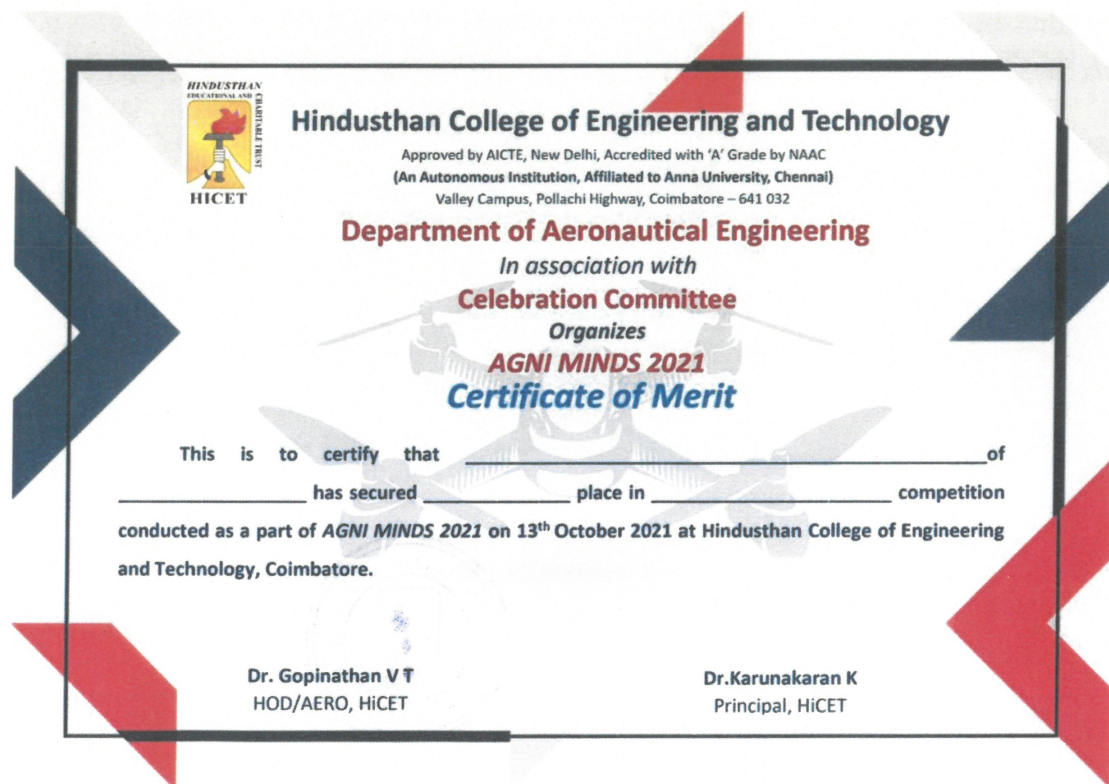 HINDUSTHAN
EDUCATIONAL AND
CHARITABLE TRUST
HICET
Hindusthan College of Engineering and Technology
Approved by AICTE, New Delhi, Accredited with ‘A’ Grade by NAAC
(An Autonomous Institution, Affiliated to Anna University, Chennai)
Valley Campus, Pollachi Highway, Coimbatore – 641 032
Department of Aeronautical Engineering
In association with
Celebration Committee
Organizes
AGNI MINDS 2021
Certificate of Merit
This is to certify that ____________________ of
____________________ has secured ____________________ place in ____________________ competition
conducted as a part of AGNI MINDS 2021 on 13th October 2021 at Hindusthan College of Engineering
and Technology, Coimbatore.
Dr. Gopinathan V T
HOD/AERO, HiCET
Dr.Karunakaran K
Principal, HiCET